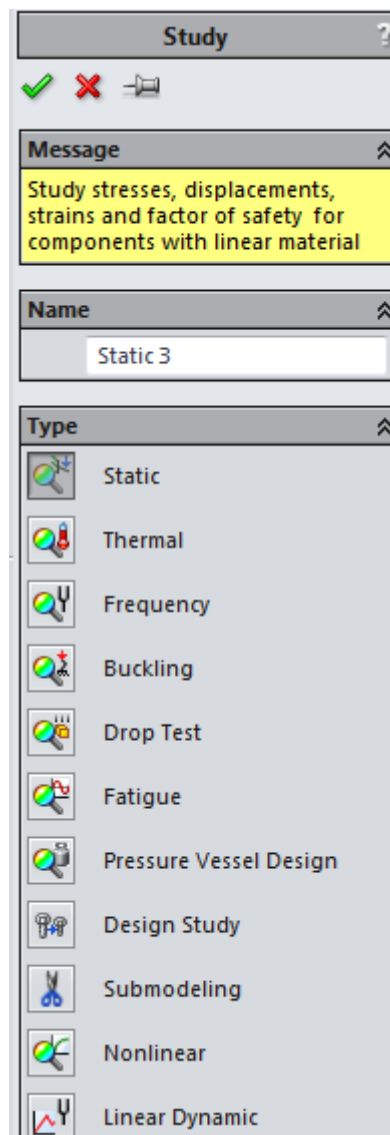 Study ?
Message
Study stresses, displacements,
strains and factor of safety for
components with linear material
Name
Static 3
Type
Static
Thermal
Frequency
Buckling
Drop Test
Fatigue
Pressure Vessel Design
Design Study
Submodeling
Nonlinear
Linear Dynamic